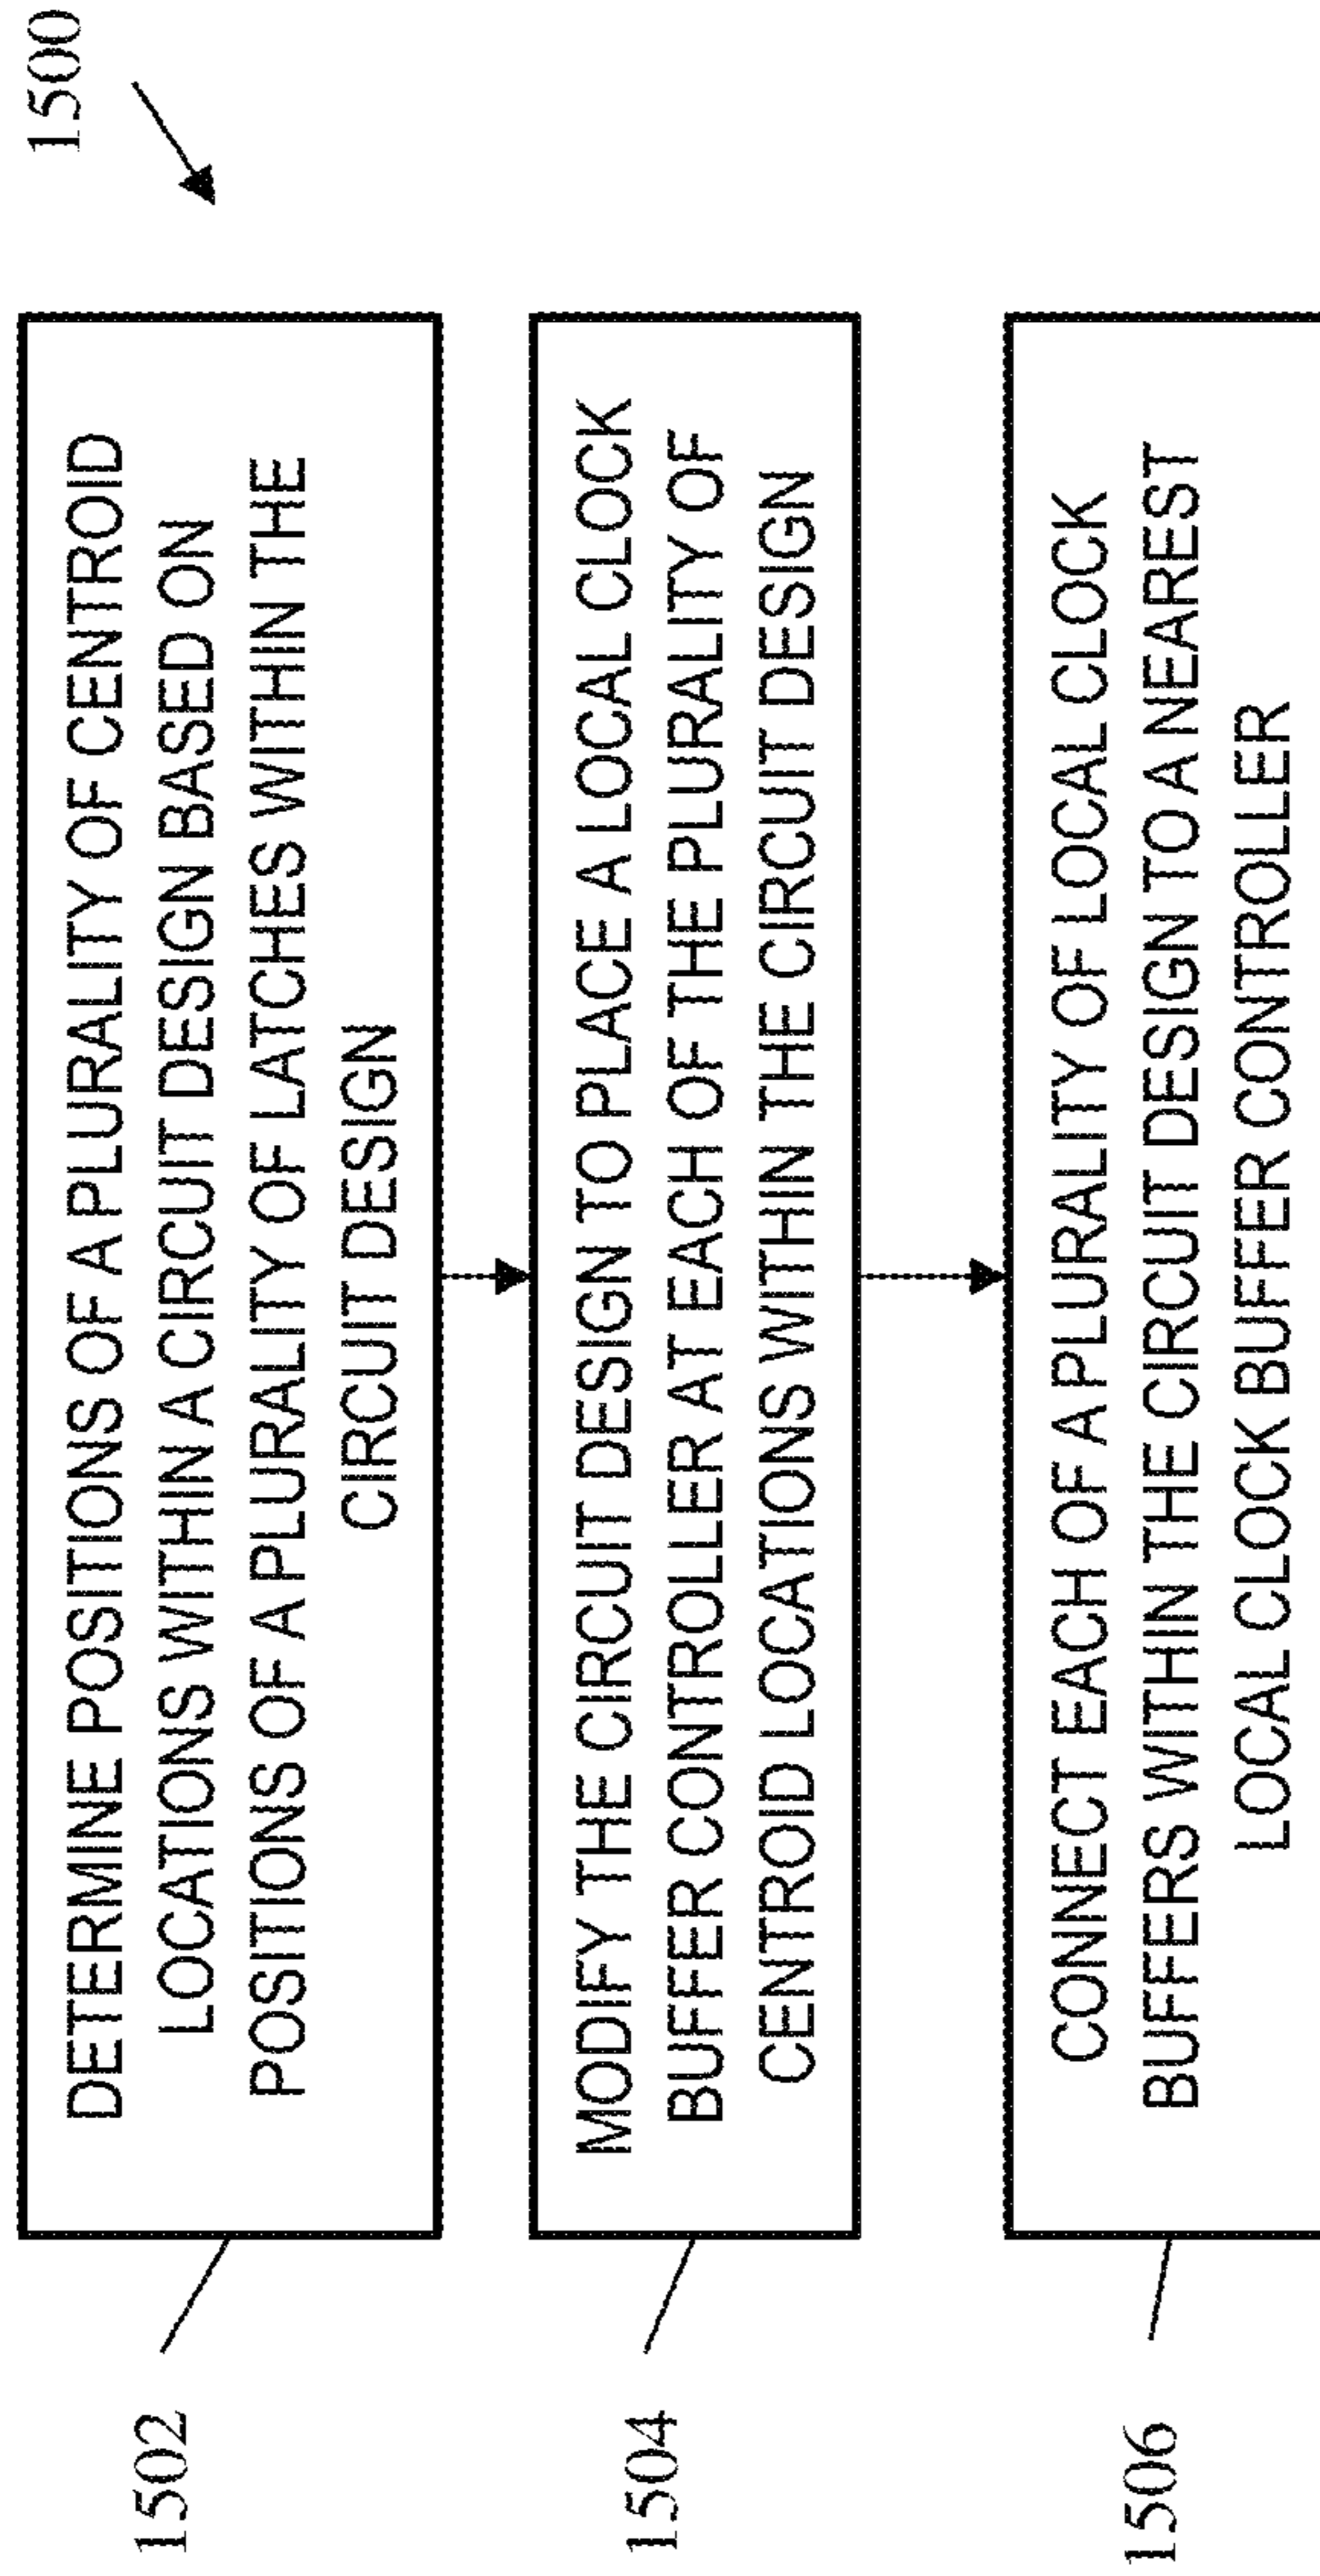 1500
DETERMINE POSITIONS OF A PLURALITY OF CENTROID
LOCATIONS WITHIN A CIRCUIT DESIGN BASED ON
POSITIONS OF A PLURALITY OF LATCHES WITHIN THE
CIRCUIT DESIGN
1502
MODIFY THE CIRCUIT DESIGN TO PLACE A LOCAL CLOCK
BUFFER CONTROLLER AT EACH OF THE PLURALITY OF
CENTROID LOCATIONS WITHIN THE CIRCUIT DESIGN
1504
CONNECT EACH OF A PLURALITY OF LOCAL CLOCK
BUFFERS WITHIN THE CIRCUIT DESIGN TO A NEAREST
LOCAL CLOCK BUFFER CONTROLLER
1506